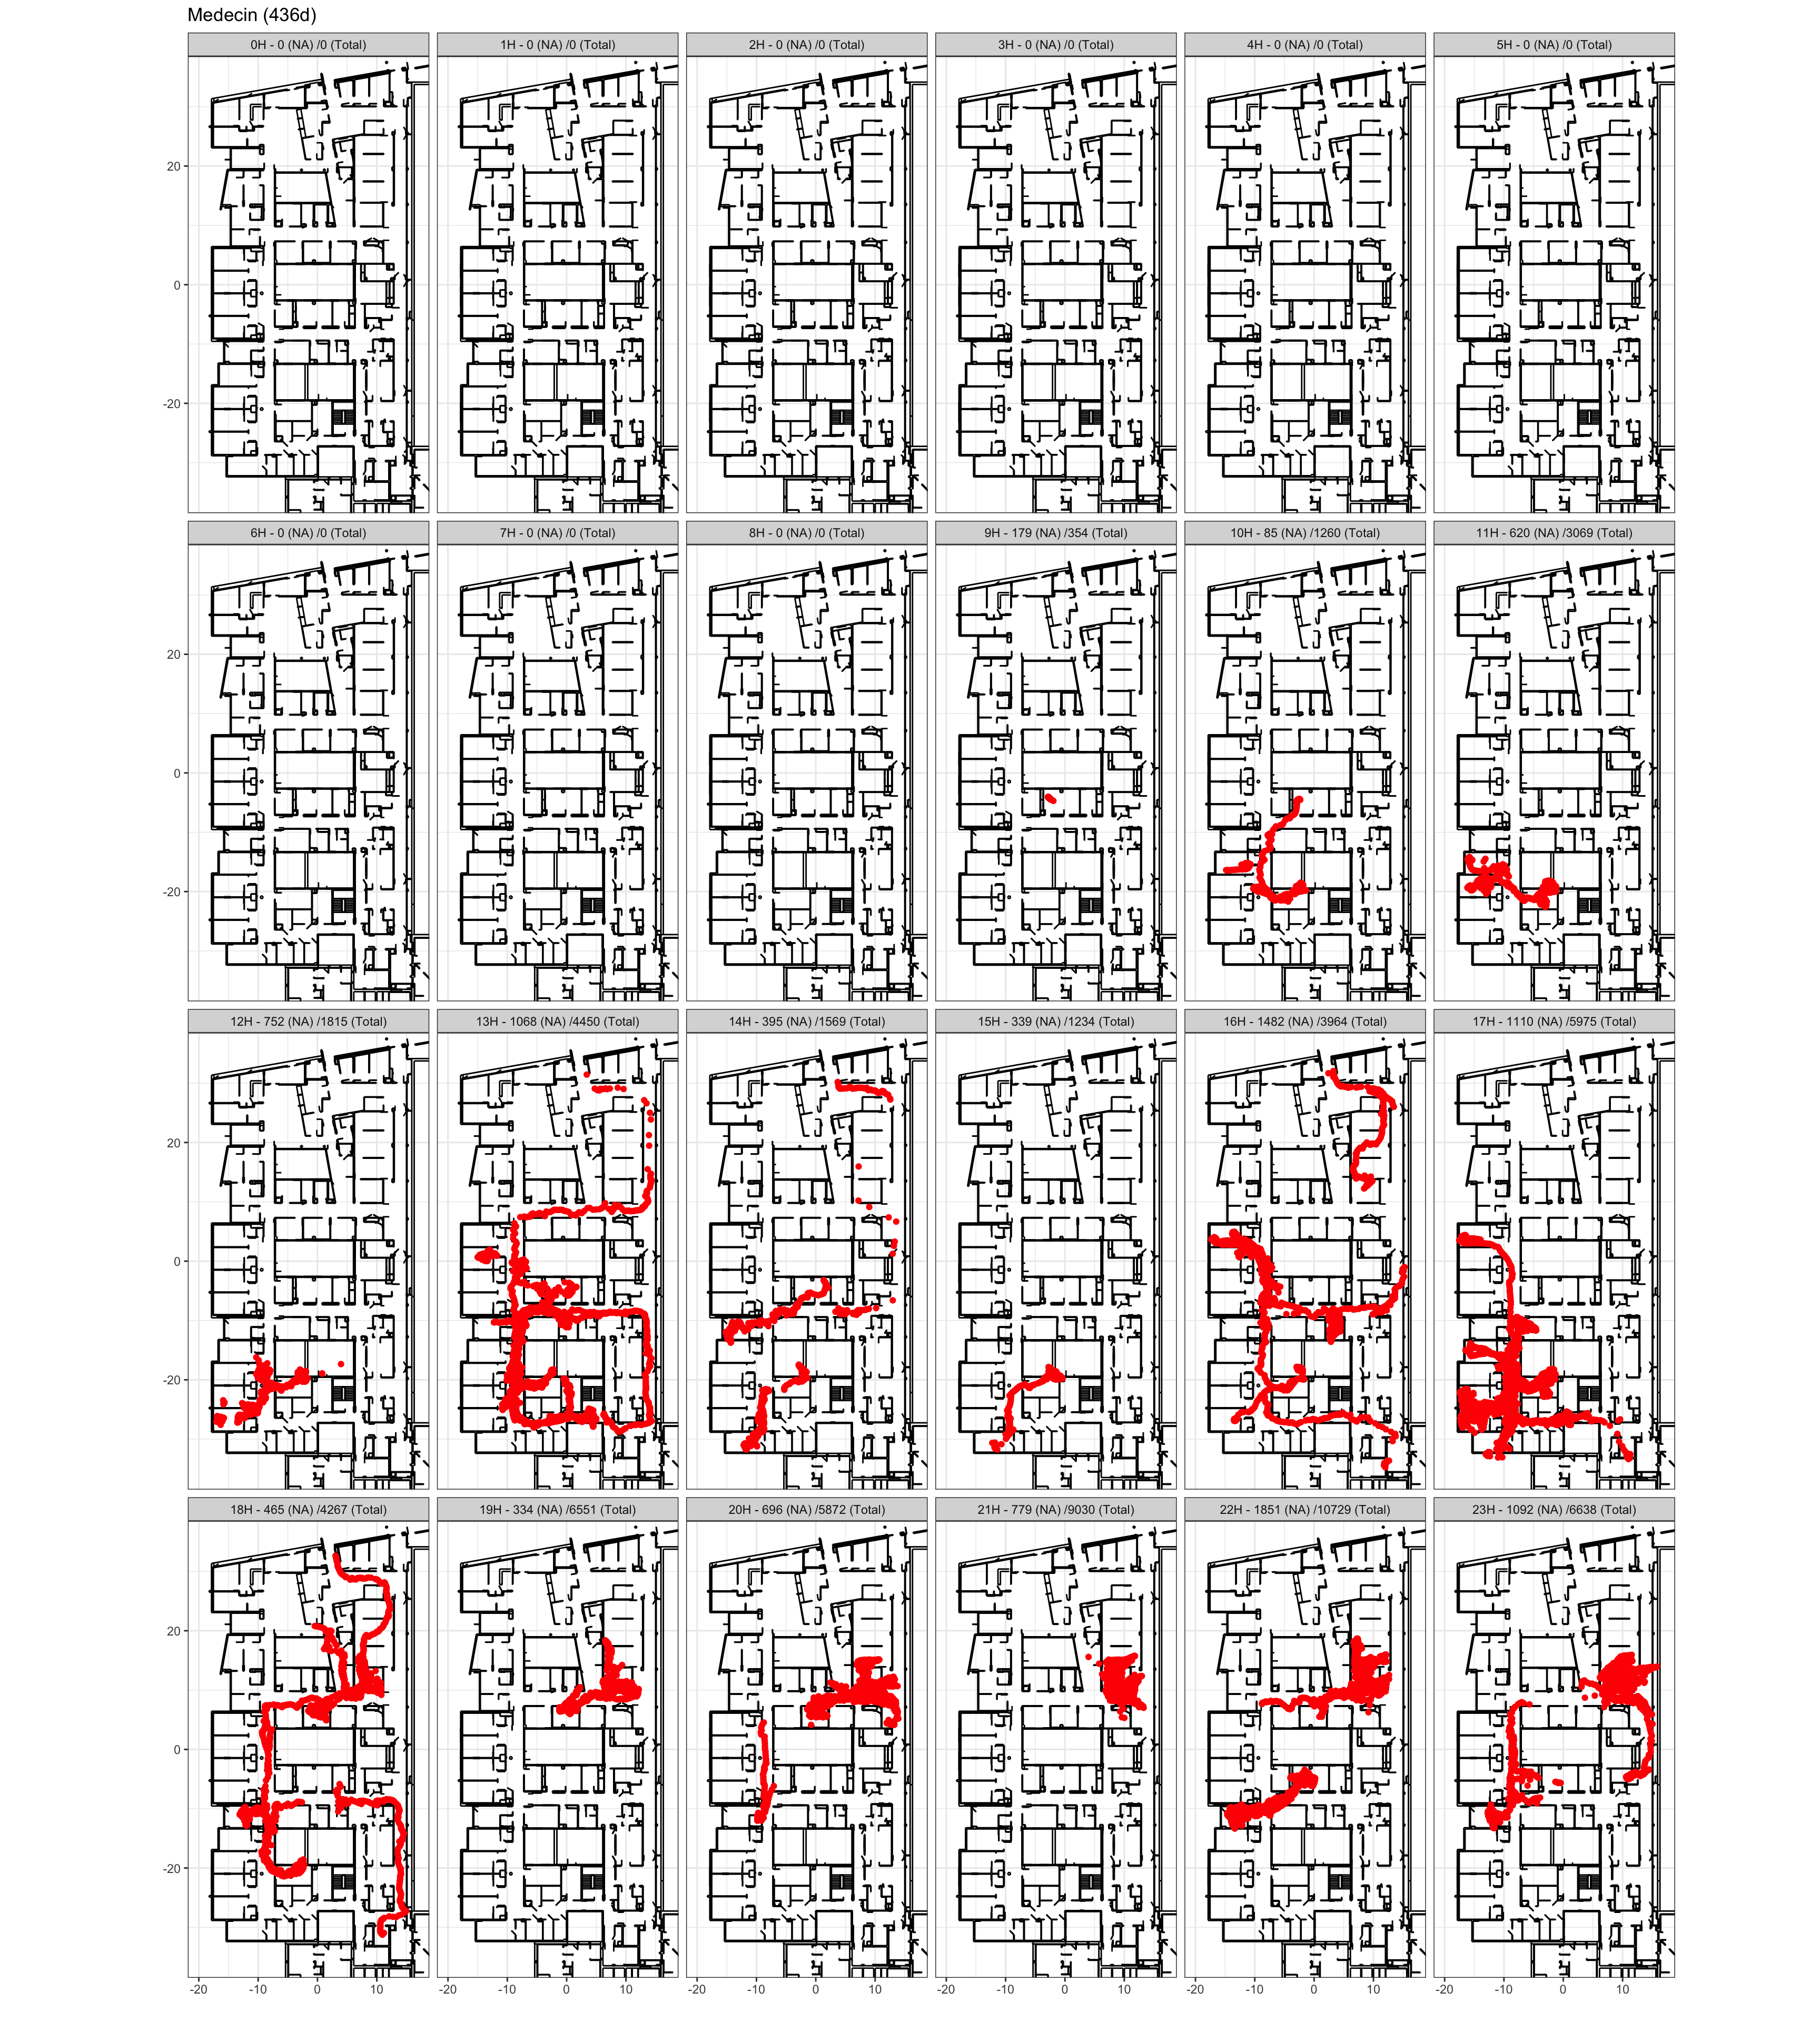 Medecin (436d)
0H - 0 (NA) /0 (Total)
1H - 0 (NA) /0 (Total)
2H - 0 (NA) /0 (Total)
3H - 0 (NA) /0 (Total)
4H - 0 (NA) /0 (Total)
5H - 0 (NA) /0 (Total)
20
0
-20
6H - 0 (NA) /0 (Total)
7H - 0 (NA) /0 (Total)
8H - 0 (NA) /0 (Total)
9H - 179 (NA) /354 (Total)
10H - 85 (NA) /1260 (Total)
11H - 620 (NA) /3069 (Total)
20
0
-20
12H - 752 (NA) /1815 (Total)
13H - 1068 (NA) /4450 (Total)
14H - 395 (NA) /1569 (Total)
15H - 339 (NA) /1234 (Total)
16H - 1482 (NA) /3964 (Total)
17H - 1110 (NA) /5975 (Total)
20
0
-20
18H - 465 (NA) /4267 (Total)
19H - 334 (NA) /6551 (Total)
20H - 696 (NA) /5872 (Total)
21H - 779 (NA) /9030 (Total)
22H - 1851 (NA) /10729 (Total)
23H - 1092 (NA) /6638 (Total)
20
0
-20
-20 -10 0 10
-20 -10 0 10
-20 -10 0 10
-20 -10 0 10
-20 -10 0 10
-20 -10 0 10